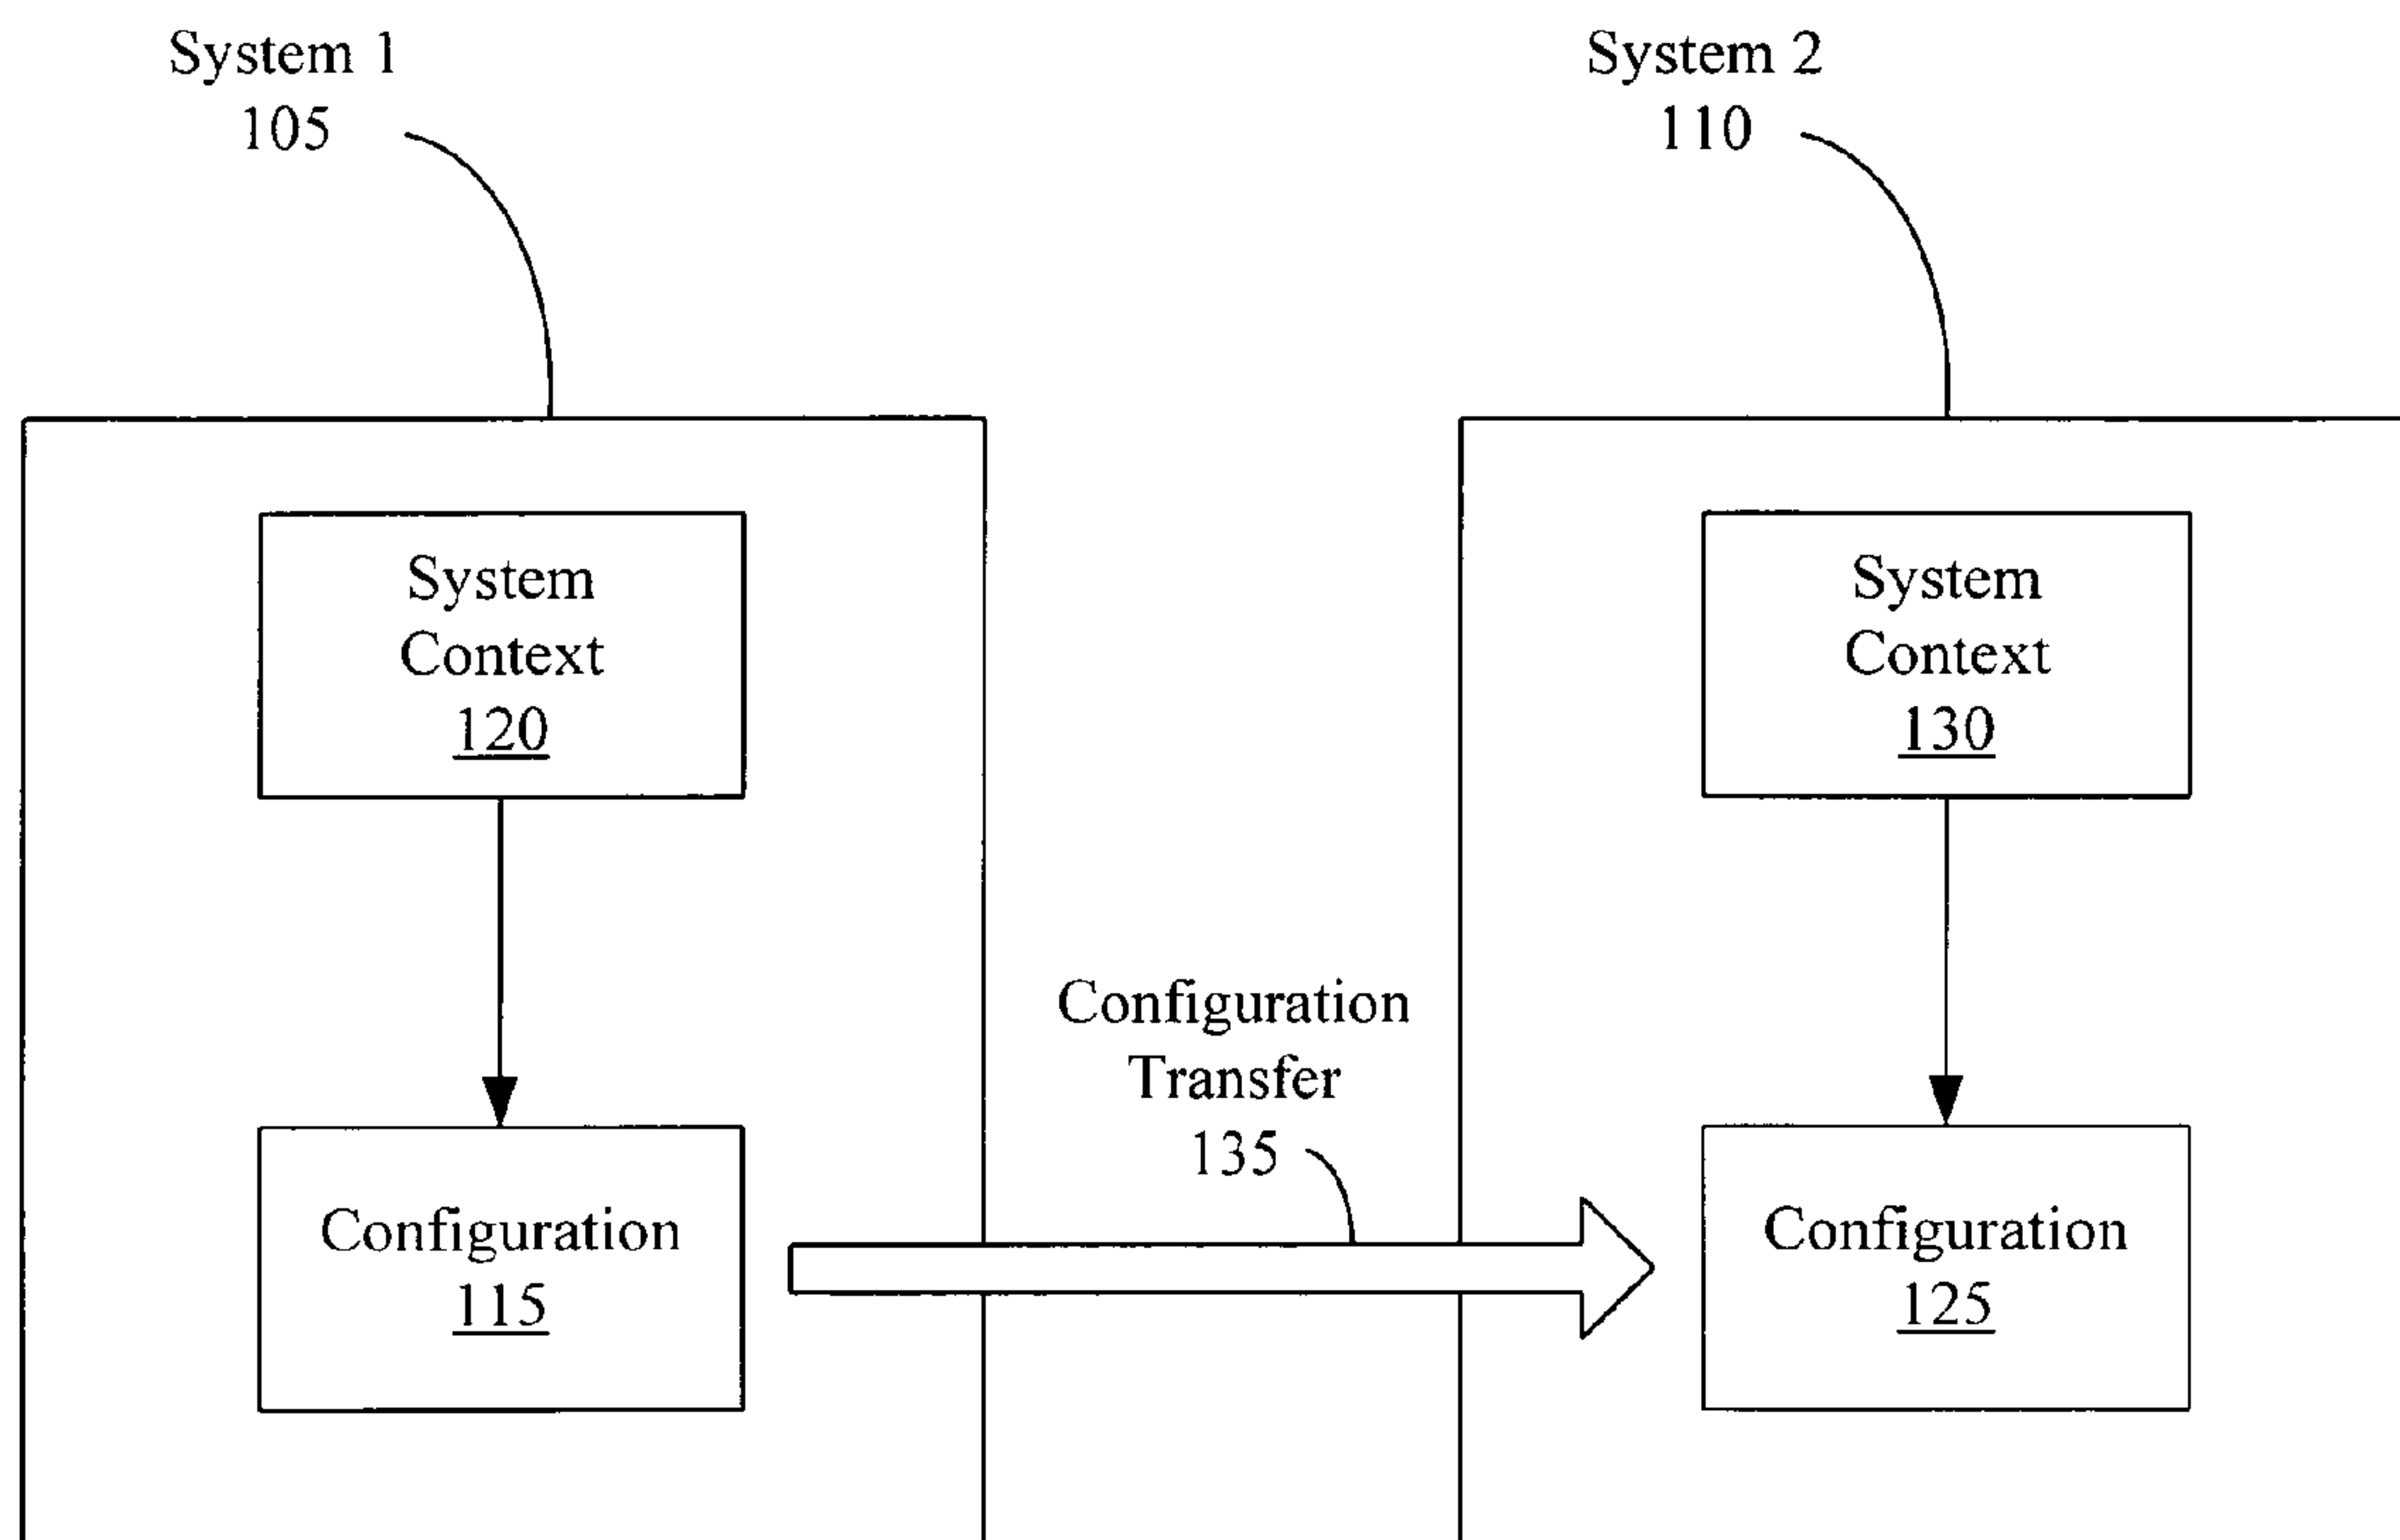 System 1
105
System 2
110
System
Context
120
System
Context
130
Configuration
Transfer
135
Configuration
115
Configuration
125